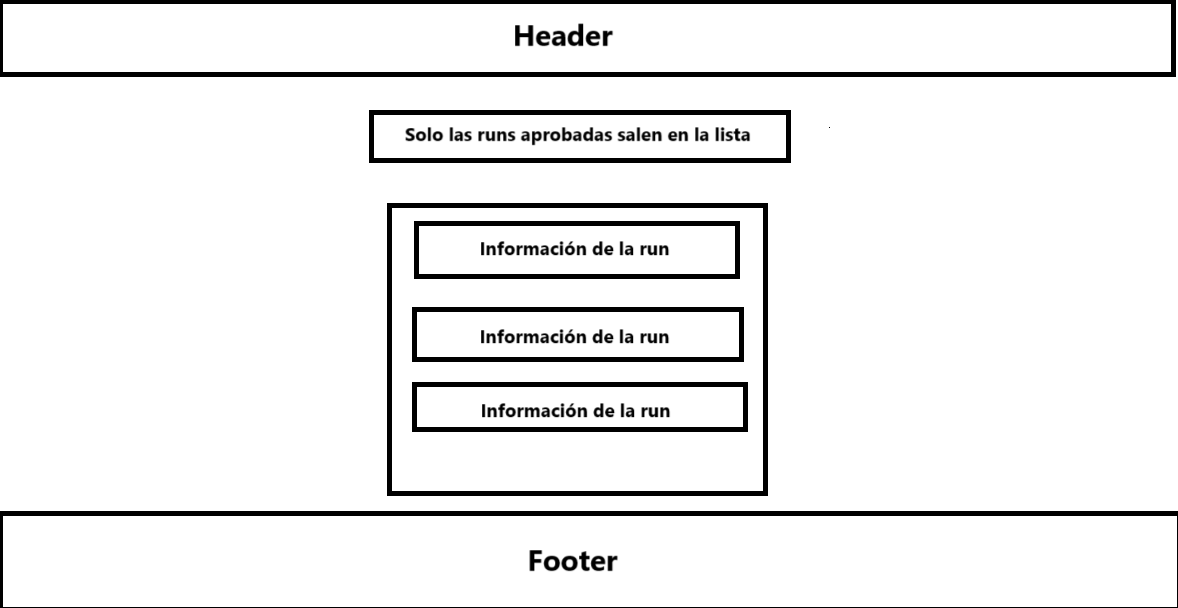 Header
Solo las runs aprobadas salen en la lista
Información de la run
Información de la run
Información de la run
Footer